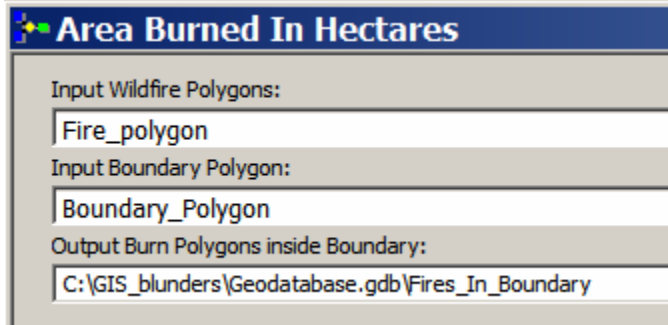 Area Burned In Hectares
Input Wildfire Polygons:
Fire_polygon
Input Boundary Polygon:
Boundary_Polygon
Output Burn Polygons inside Boundary:
C:\GIS_blunders\Geodatabase.gdb\Fires_In_Boundary